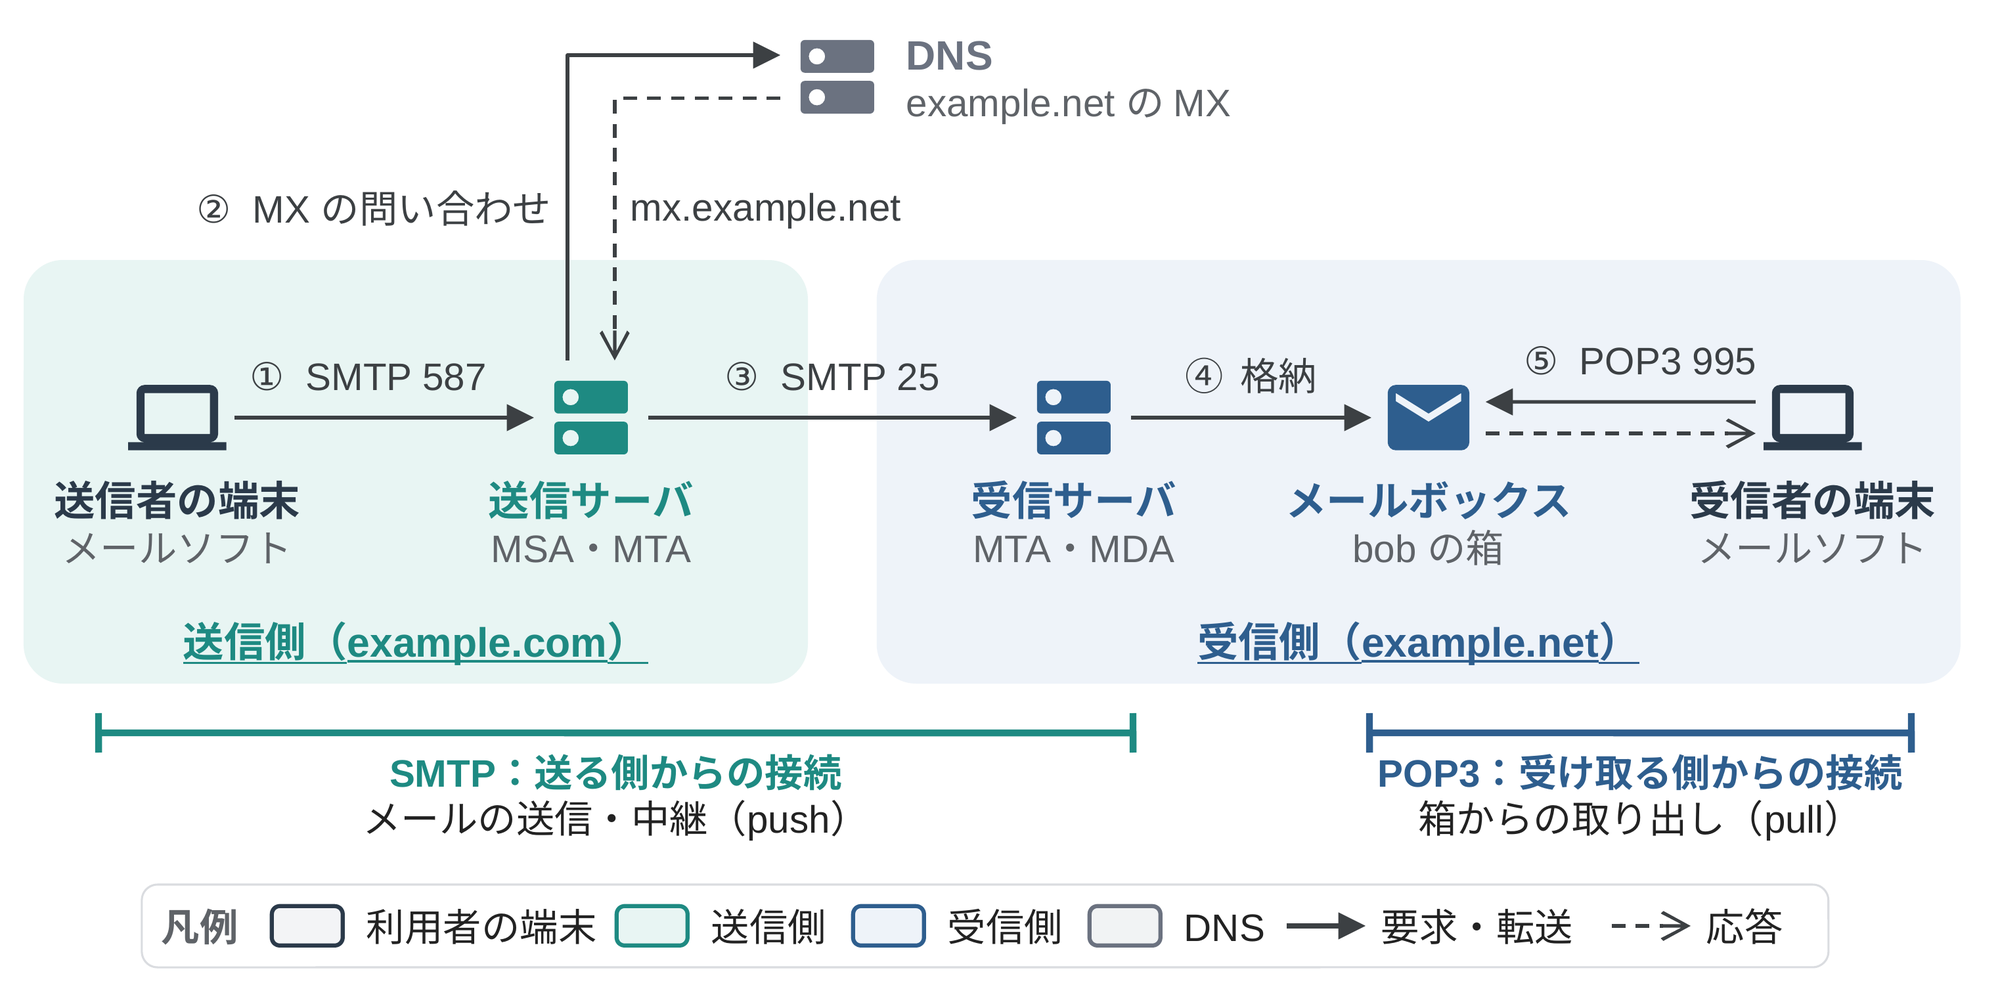 DNS
example.net の MX
② MX の問い合わせ
mx.example.net
① SMTP 587
③ SMTP 25
④ 格納
⑤ POP3 995
送信者の端末
メールソフト
送信サーバ
MSA・MTA
受信サーバ
MTA・MDA
メールボックス
bob の箱
受信者の端末
メールソフト
送信側（example.com）
受信側（example.net）
SMTP：送る側からの接続
メールの送信・中継（push）
POP3：受け取る側からの接続
箱からの取り出し（pull）
凡例 利用者の端末 送信側 受信側 DNS 要求・転送 応答